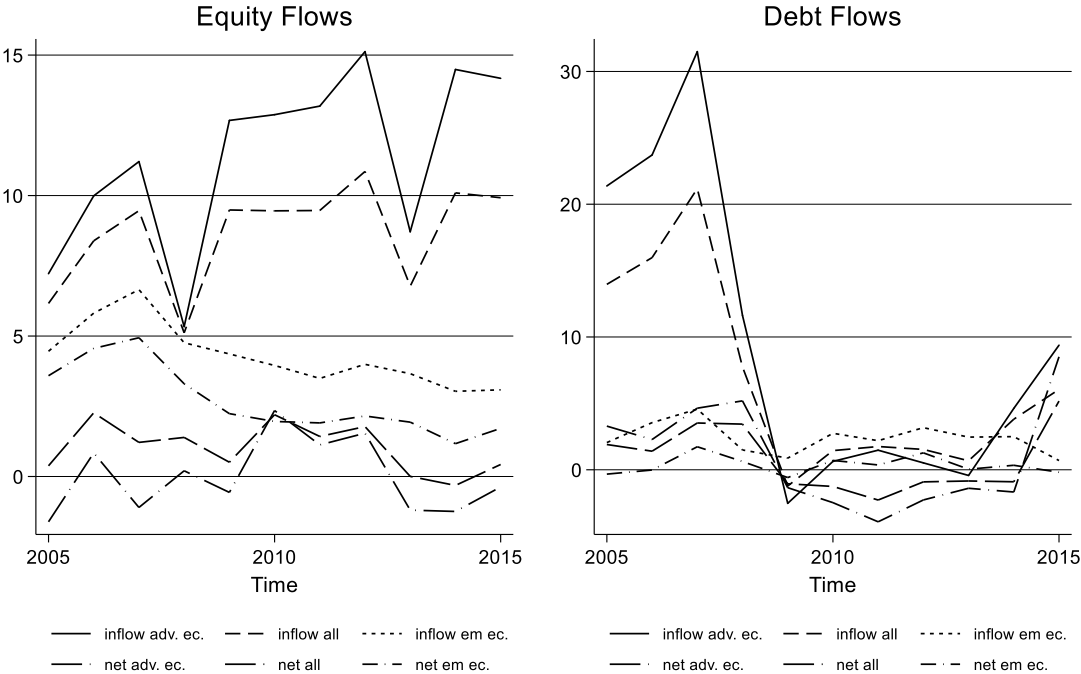 Equity Flows
15
10
5
0
2005 2010 2015
Time
inflow adv. ec. inflow all inflow em ec.
net adv. ec. net all net em ec.
Debt Flows
30
20
10
0
2005 2010 2015
Time
inflow adv. ec. inflow all inflow em ec.
net adv. ec. net all net em ec.